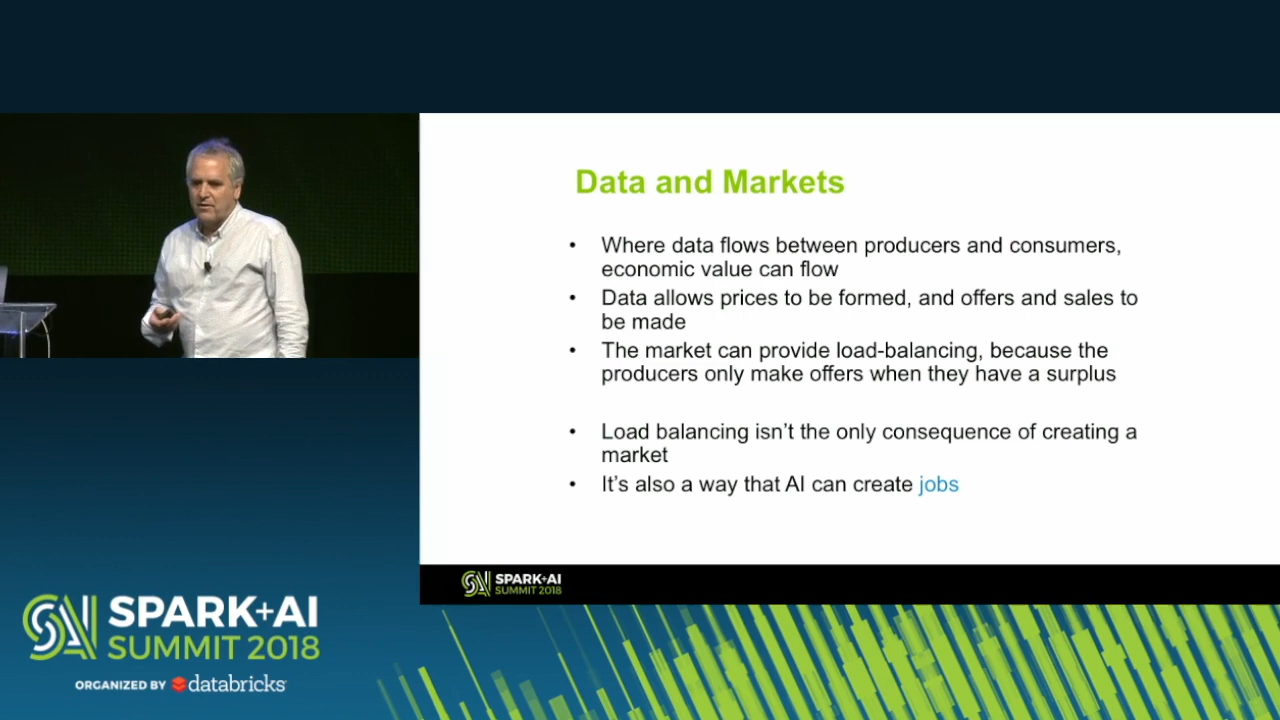 Data and Markets
• Where data flows between producers and consumers,
economic value can flow
• Data allows prices to be formed, and offers and sales to
be made
• The market can provide load-balancing, because the
producers only make offers when they have a surplus
• Load balancing isn't the only consequence of creating a
market
• It's also a way that AI can create jobs
SPARK+AI
SUMMIT 2018
SPARK+AI
SUMMIT 2018
ORGANIZED BY databricks